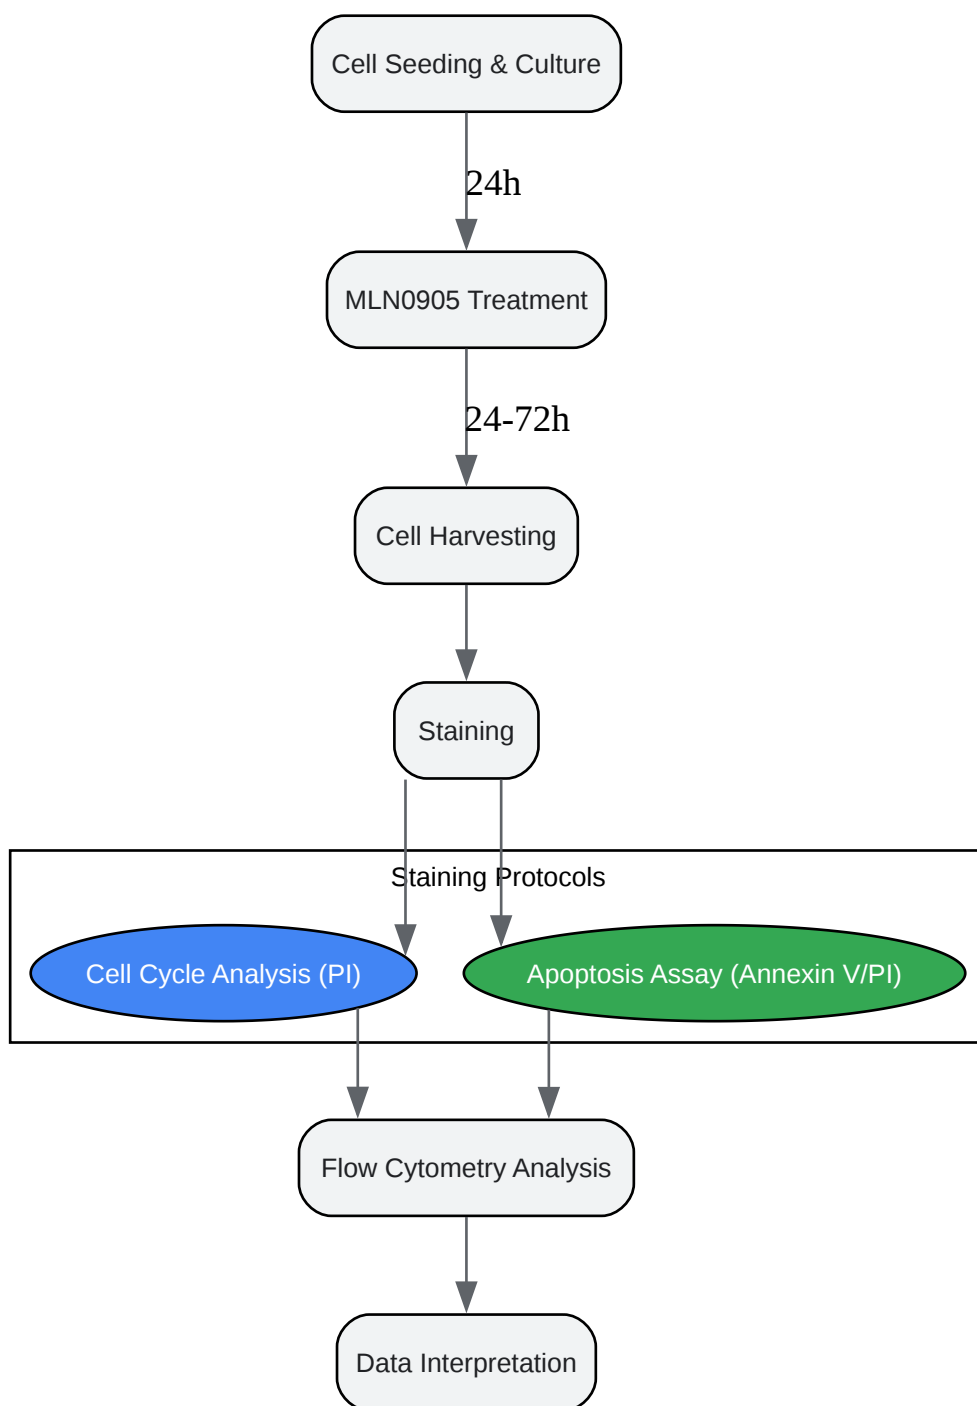 Cell Seeding & Culture
24h
MLN0905 Treatment
24-72h
Cell Harvesting
Staining
Staining Protocols
Cell Cycle Analysis (PI)
Apoptosis Assay (Annexin V/PI)
Flow Cytometry Analysis
Data Interpretation